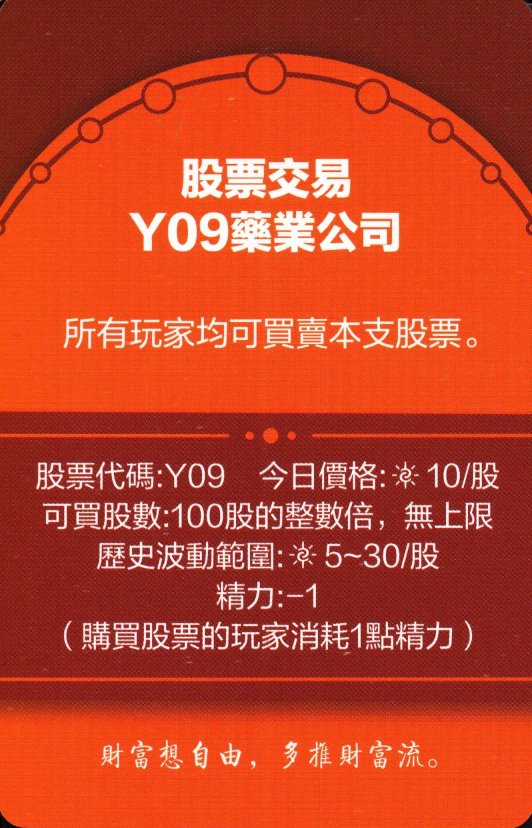 股票交易
Y09藥業公司
所有玩家均可買賣本支股票。
股票代碼:Y09 今日價格: 10/股
可買股數:100股的整數倍，無上限
歷史波動範圍: 5~30/股
精力:-1
（購買股票的玩家消耗1點精力）
財富想自由，多推財富流。